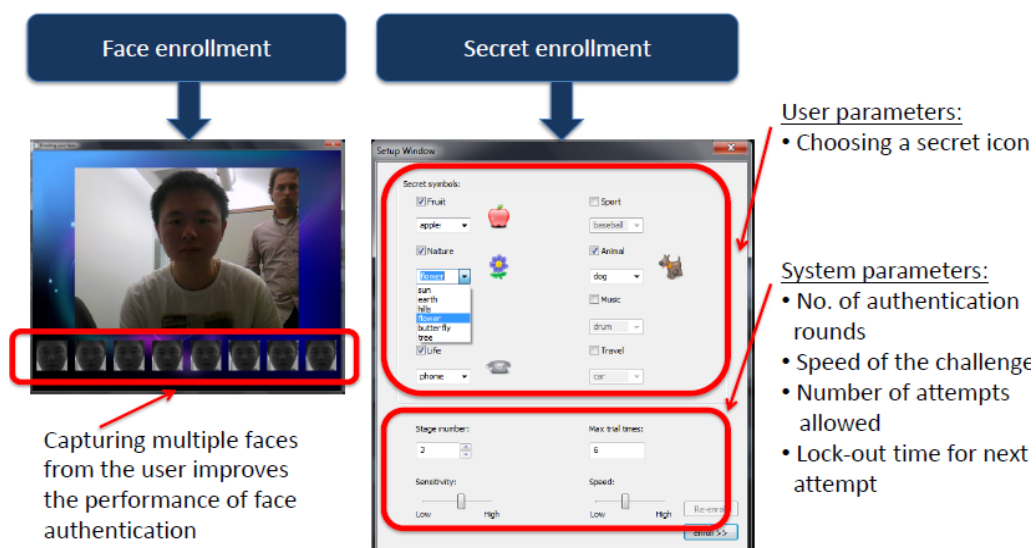 Face enrollment
Secret enrollment
User parameters:
• Choosing a secret icon
Setup Window
Secret symbols:
Fruit
Sport
apple
baseball
Nature
Animal
flower
dog
sun
earth
hills
flower
butterfly
tree
Music
drum
Life
Travel
phone
car
System parameters:
• No. of authentication
rounds
• Speed of the challenge
• Number of attempts
allowed
• Lock-out time for next
attempt
Stage number:
Max trial times:
3
6
Sensitivity:
Speed:
Low
High
Low
High
Re-enroll
enroll >>
Capturing multiple faces
from the user improves
the performance of face
authentication